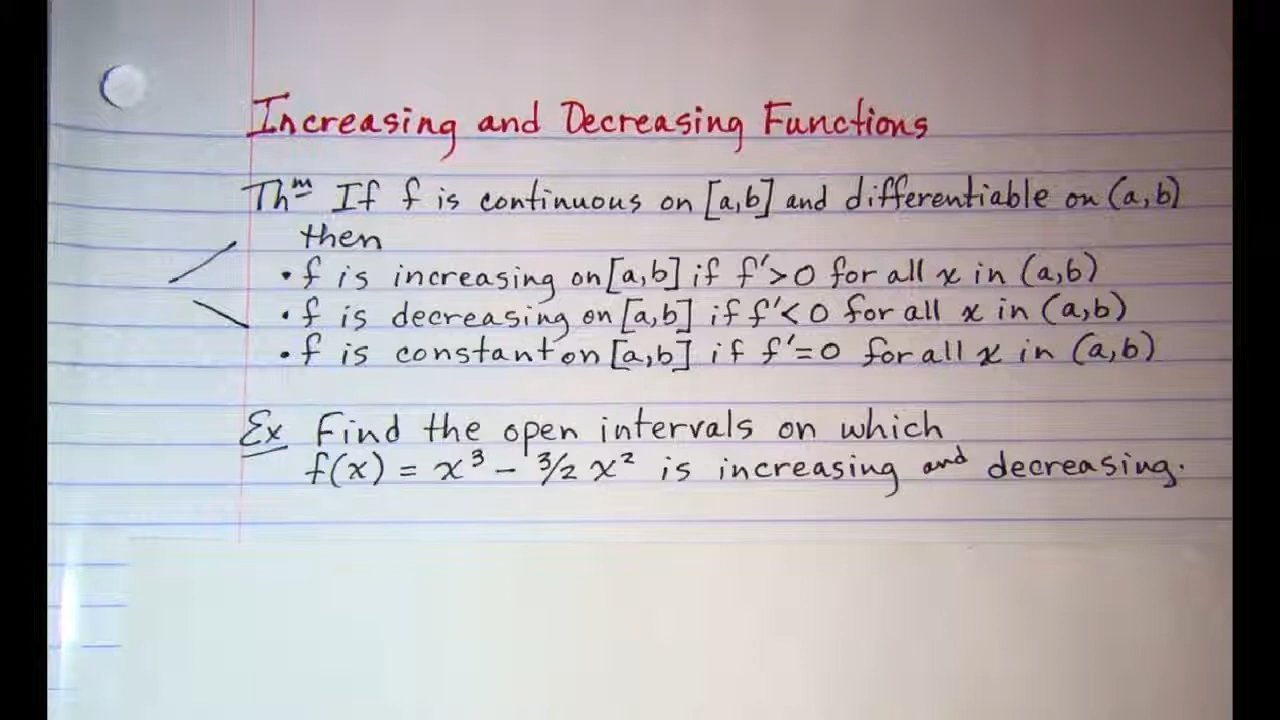 Increasing and Decreasing Functions
Thᵐ If f is continuous on [a,b] and differentiable on (a,b)
then
• f is increasing on [a,b] if f'>0 for all x in (a,b)
• f is decreasing on [a,b] if f'<0 for all x in (a,b)
• f is constant on [a,b] if f'=0 for all x in (a,b)
Ex Find the open intervals on which
f(x) = x³ - 3/2 x² is increasing and decreasing.